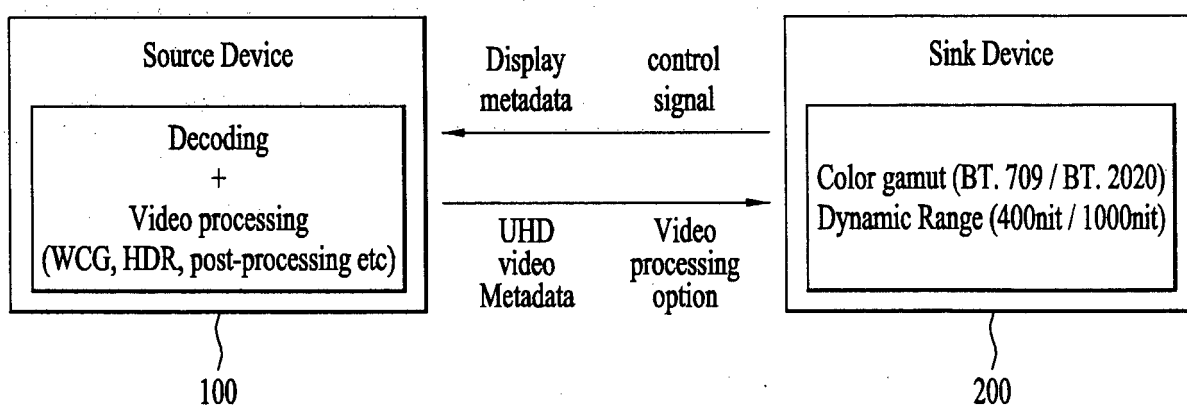 Source Device
Decoding
+
Video processing
(WCG, HDR, post-processing etc)
100
Display
metadata
control
signal
UHD
video
Metadata
Video
processing
option
Sink Device
Color gamut (BT. 709 / BT. 2020)
Dynamic Range (400nit / 1000nit)
200